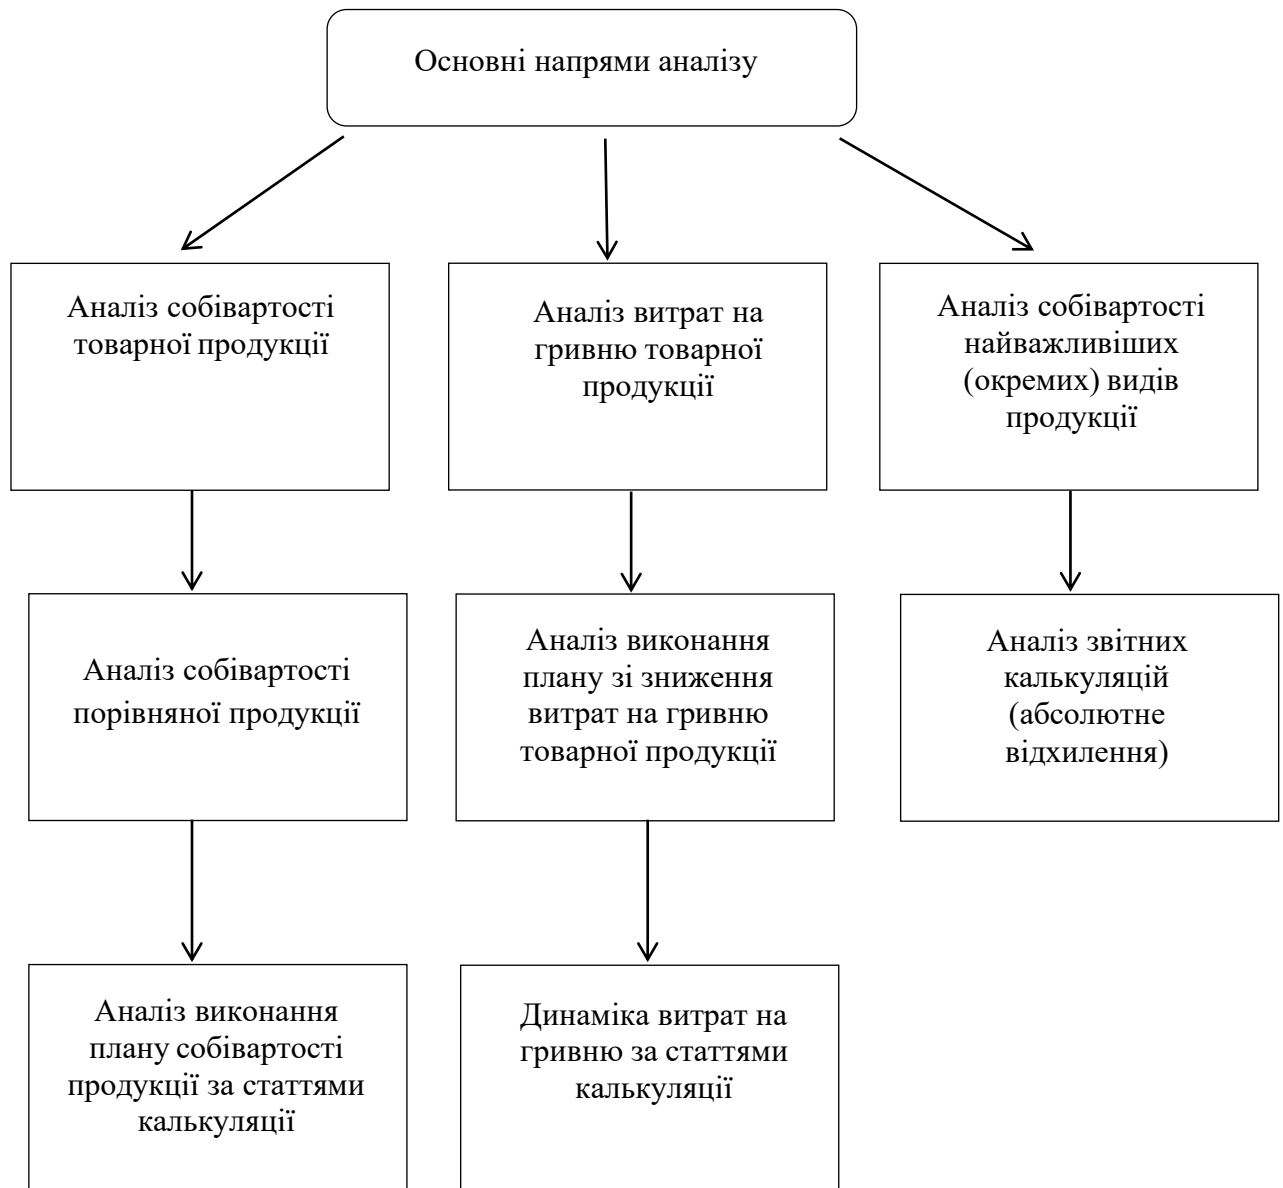 Основні напрями аналізу
Аналіз собівартості
товарної продукції
Аналіз витрат на
гривню товарної
продукції
Аналіз собівартості
найважливіших
(окремих) видів
продукції
Аналіз собівартості
порівняної продукції
Аналіз виконання
плану зі зниження
витрат на гривню
товарної продукції
Аналіз звітних
калькуляцій
(абсолютне
відхилення)
Аналіз виконання
плану собівартості
продукції за статтями
калькуляції
Динаміка витрат на
гривню за статтями
калькуляції